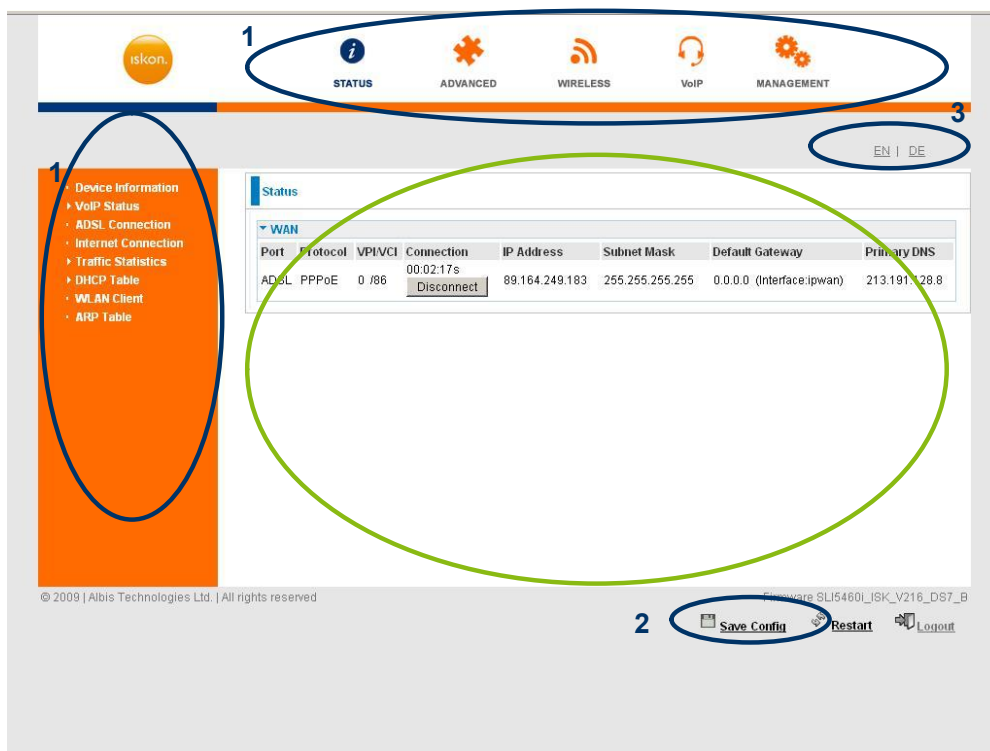 1
iskon.
STATUS ADVANCED WIRELESS VoIP MANAGEMENT
3
EN | DE
1
Device Information
VoIP Status
ADSL Connection
Internet Connection
Traffic Statistics
DHCP Table
WLAN Client
ARP Table
Status
WAN
Port Protocol VPI/VCI Connection IP Address Subnet Mask Default Gateway Primary DNS
00:02:17s
ADSL PPPoE 0 /86 Disconnect 89.164.249.183 255.255.255.255 0.0.0.0 (Interface:ipwan) 213.191.128.8
© 2009 | Albis Technologies Ltd. | All rights reserved
Firmware SLI5460i_ISK_V216_DS7_B
2
Save Config Restart Logout